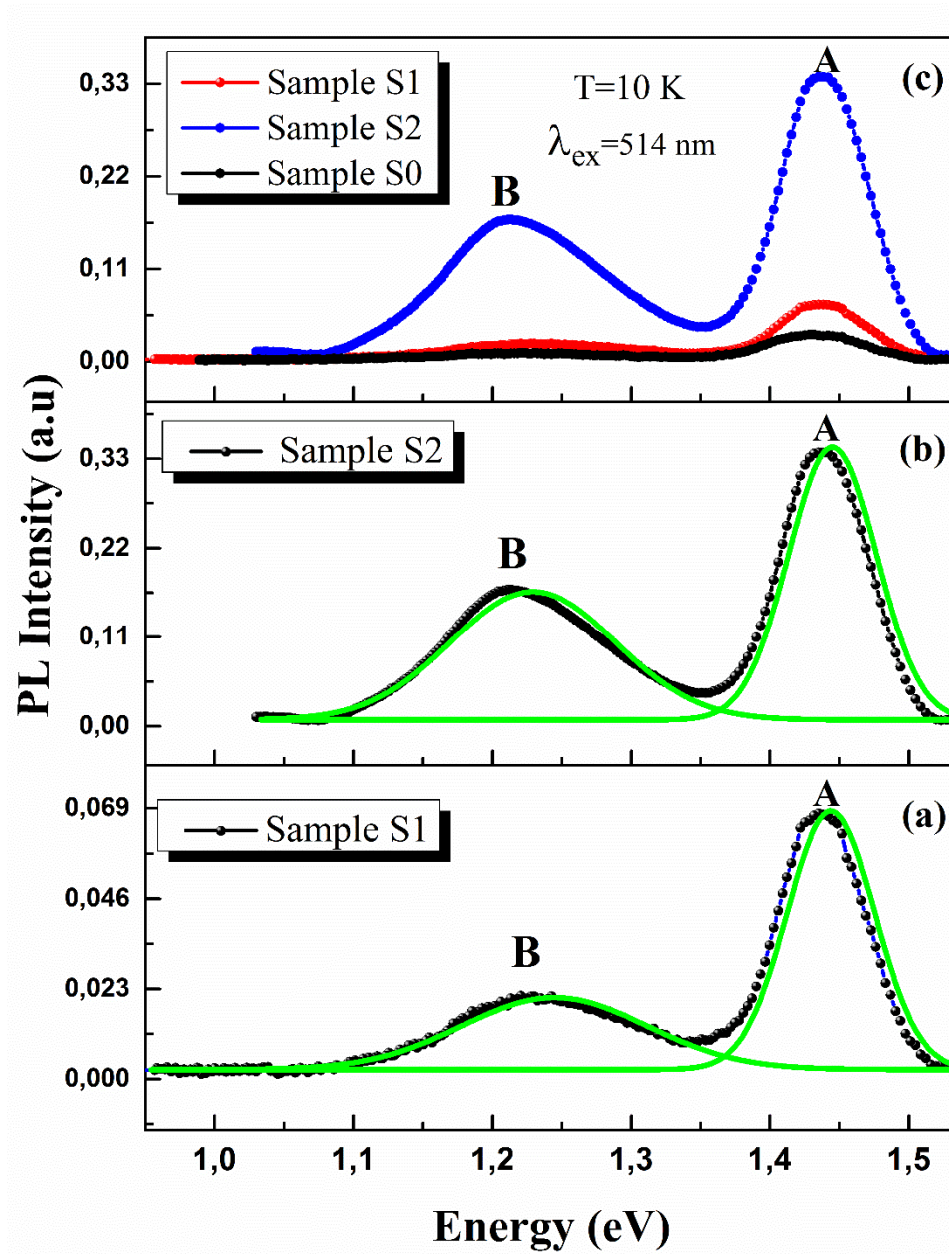 PL Intensity (a.u)
0,33
0,22
0,11
0,00
Sample S1
Sample S2
Sample S0
T=10 K
λex=514 nm
A
B
(c)
0,33
0,22
0,11
0,00
Sample S2
A
B
(b)
0,069
0,046
0,023
0,000
Sample S1
A
B
(a)
1,0 1,1 1,2 1,3 1,4 1,5
Energy (eV)